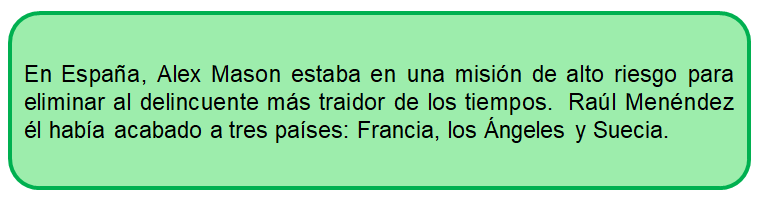 En España, Alex Mason estaba en una misión de alto riesgo para
eliminar al delincuente más traidor de los tiempos.  Raúl Menéndez
él había acabado a tres países: Francia, los Ángeles y Suecia.